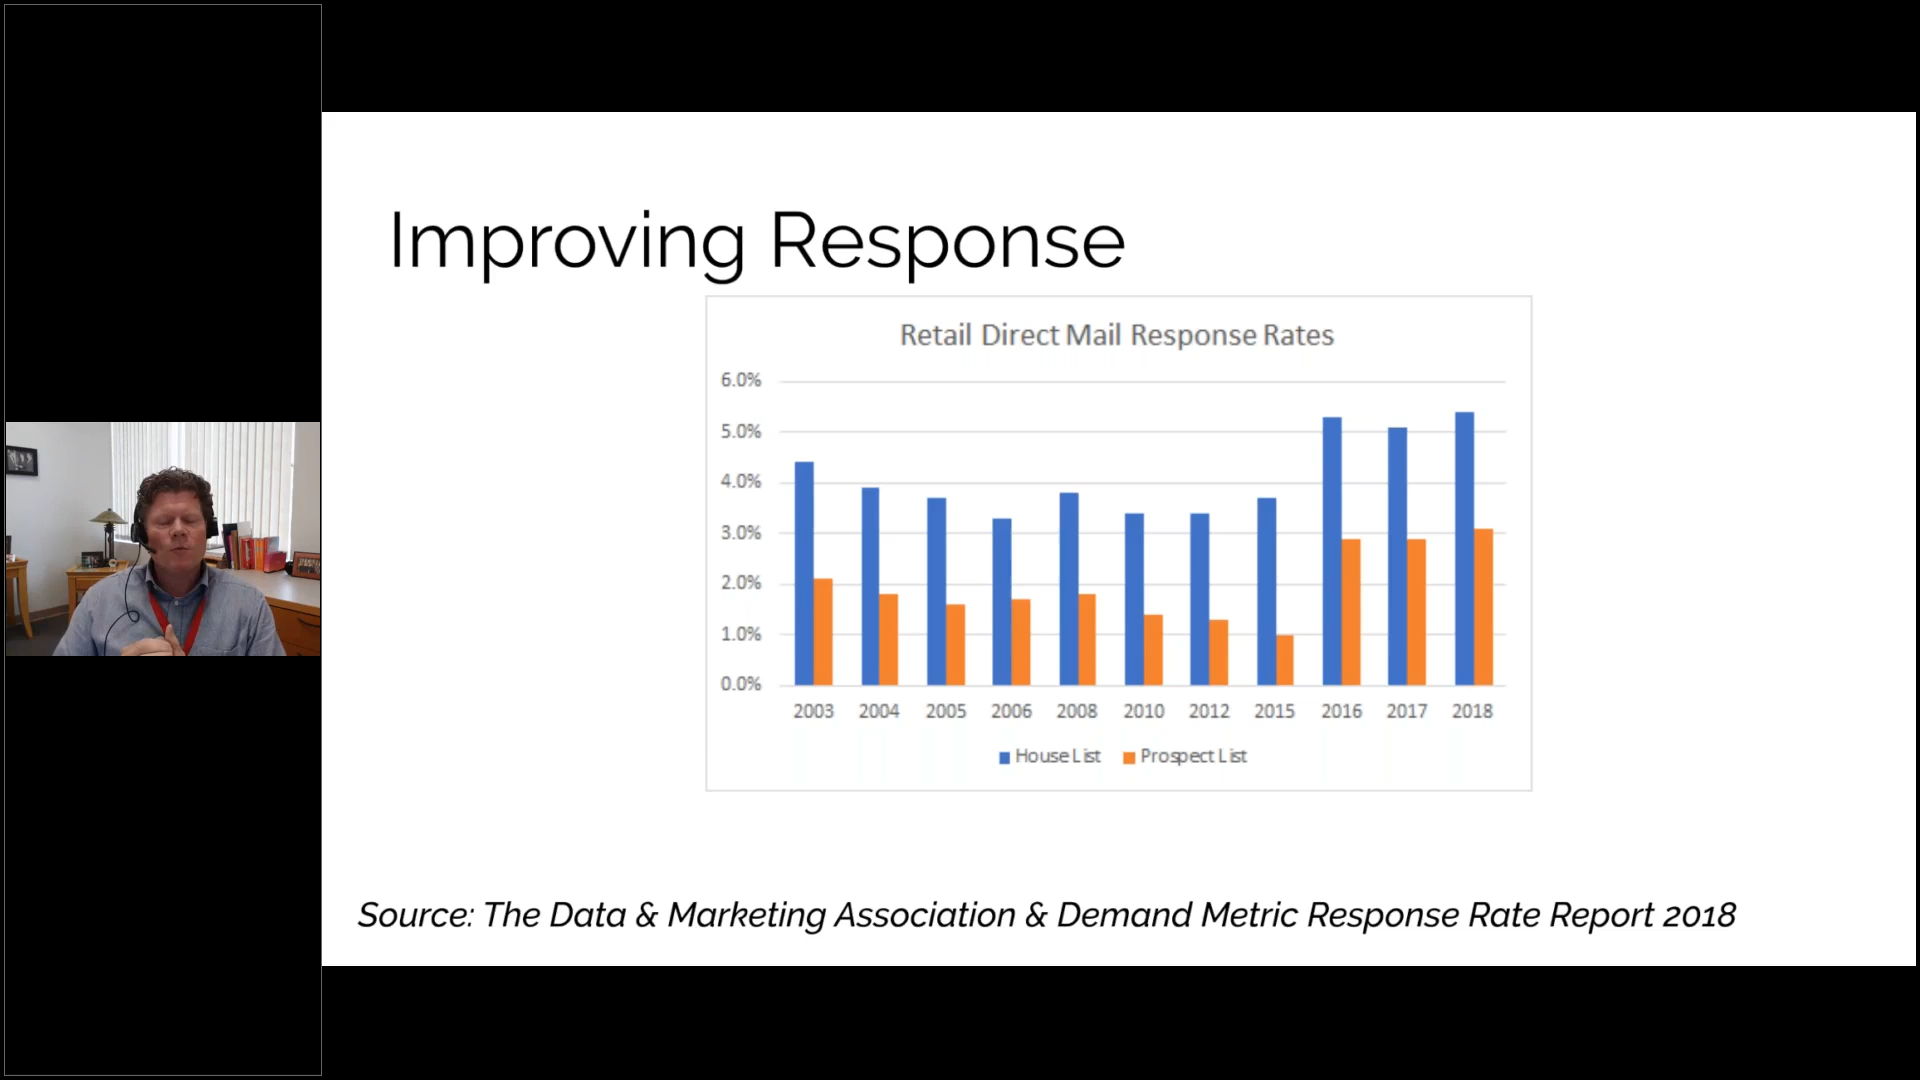 Improving Response
Retail Direct Mail Response Rates
6.0%
5.0%
4.0%
3.0%
2.0%
1.0%
0.0%
2003 2004 2005 2006 2008 2010 2012 2015 2016 2017 2018
House List Prospect List
Source: The Data & Marketing Association & Demand Metric Response Rate Report 2018